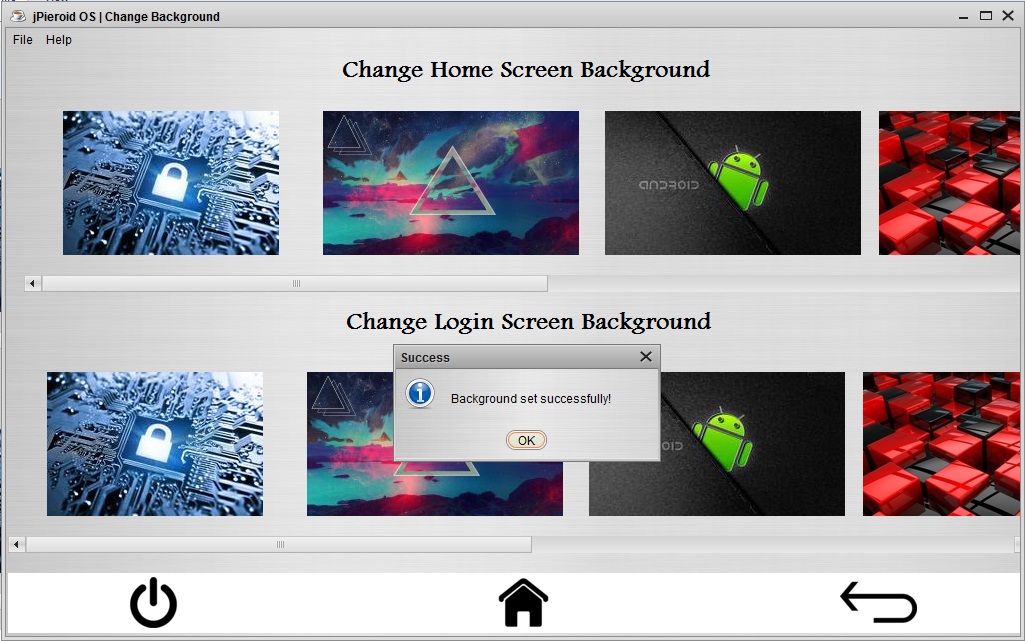 jPieroid OS | Change Background
File Help
Change Home Screen Background
ANDROID
Change Login Screen Background
Success
Background set successfully!
OK